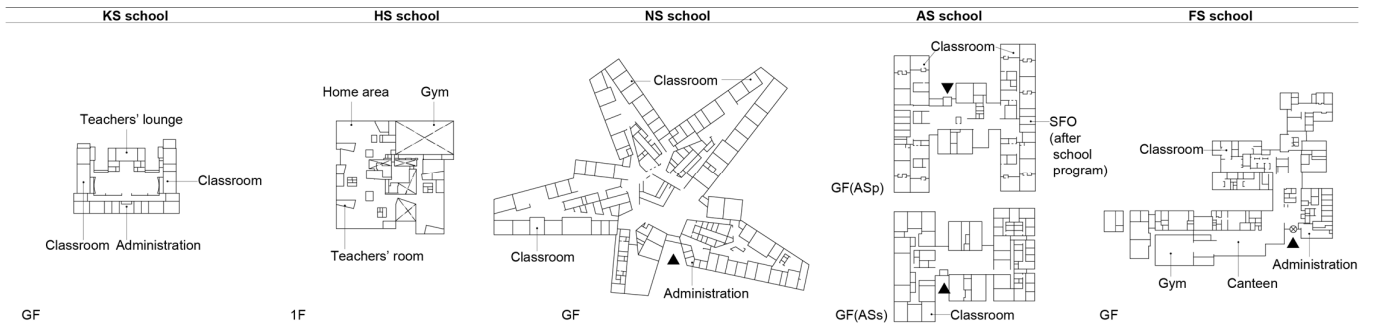 KS school
HS school
NS school
AS school
FS school
Teachers' lounge
Classroom
Classroom
Administration
GF
Home area
Gym
Teachers' room
1F
Classroom
Classroom
Administration
GF
Classroom
SFO
(after
school
program)
GF(ASp)
GF(ASs)
Classroom
Classroom
Administration
Gym
Canteen
GF